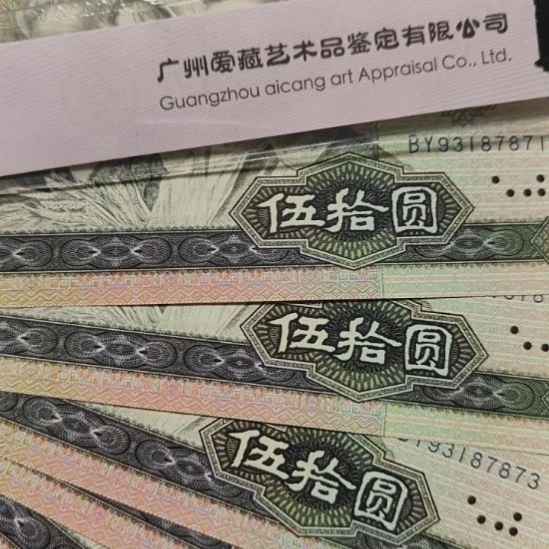 广州爱藏艺术品鉴定有限公司
Guangzhou aicang art Appraisal Co., Ltd.
BY93187871
伍拾圆
伍拾圆
BY93187873
伍拾圆